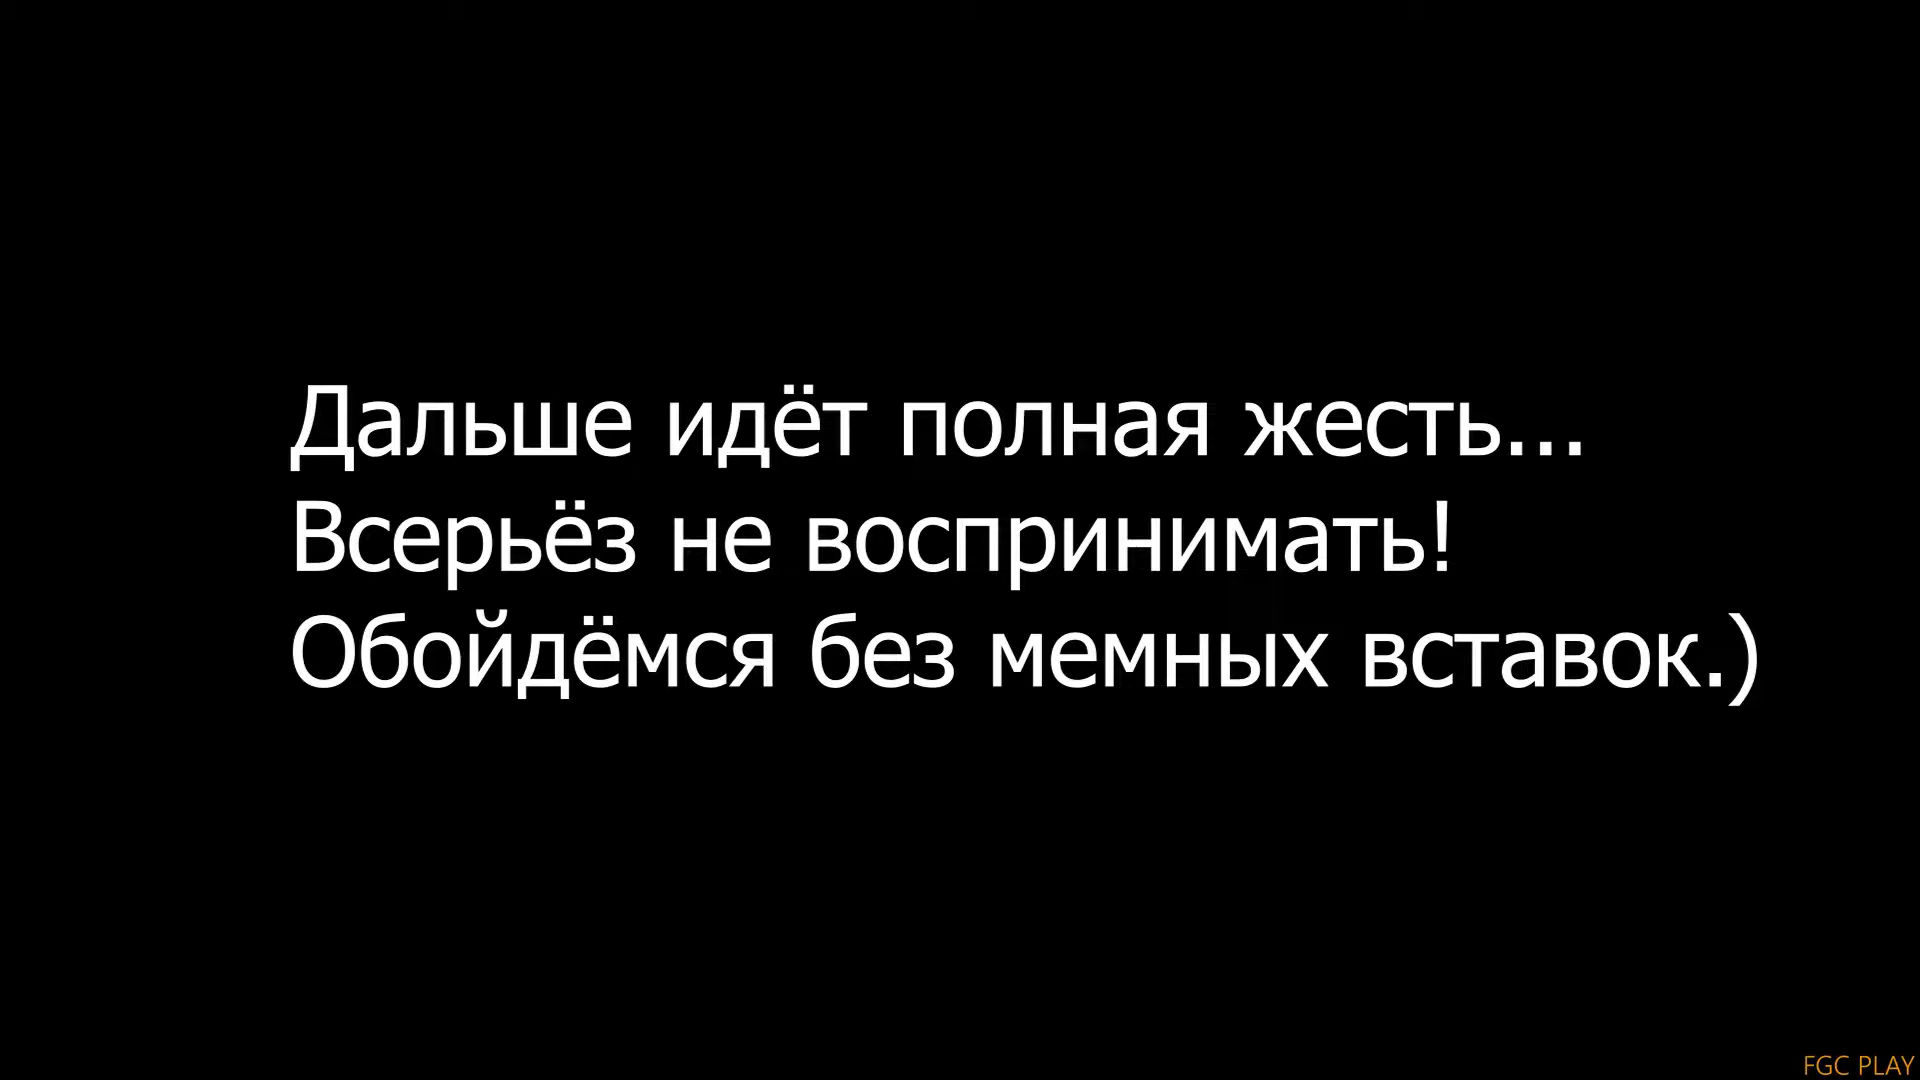 Дальше идёт полная жесть...
Всерьёз не воспринимать!
Обойдёмся без мемных вставок.)
FGC PLAY